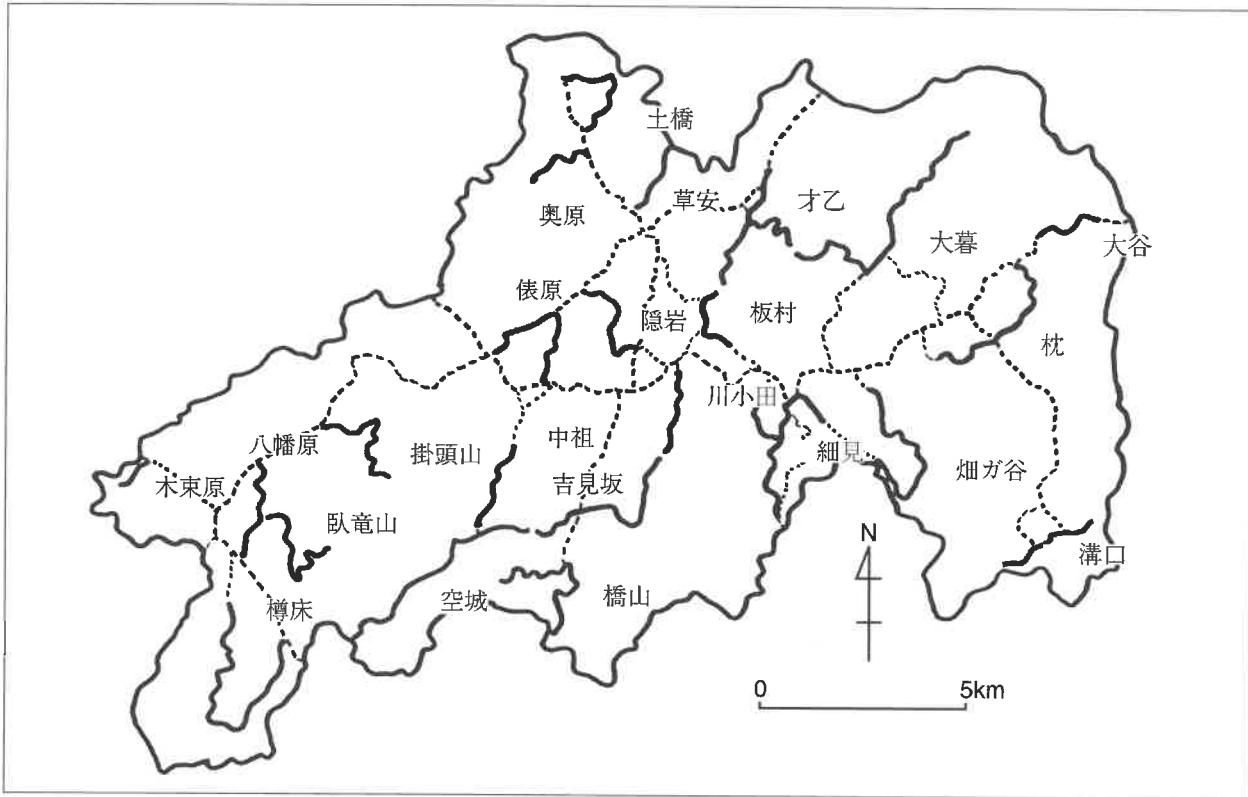 土橋
草安
才乙
奥原
大暮
大谷
俵原
隠岩
板村
枕
川小田
中祖
八幡原
掛頭山
細見
畑ガ谷
吉見坂
木束原
臥竜山
N
溝口
樽床
空城
橋山
0 5km